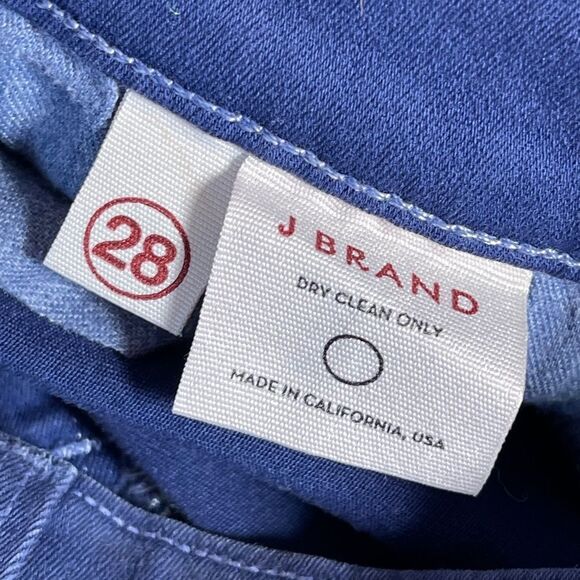 28
J BRAND
DRY CLEAN ONLY
MADE IN CALIFORNIA, USA